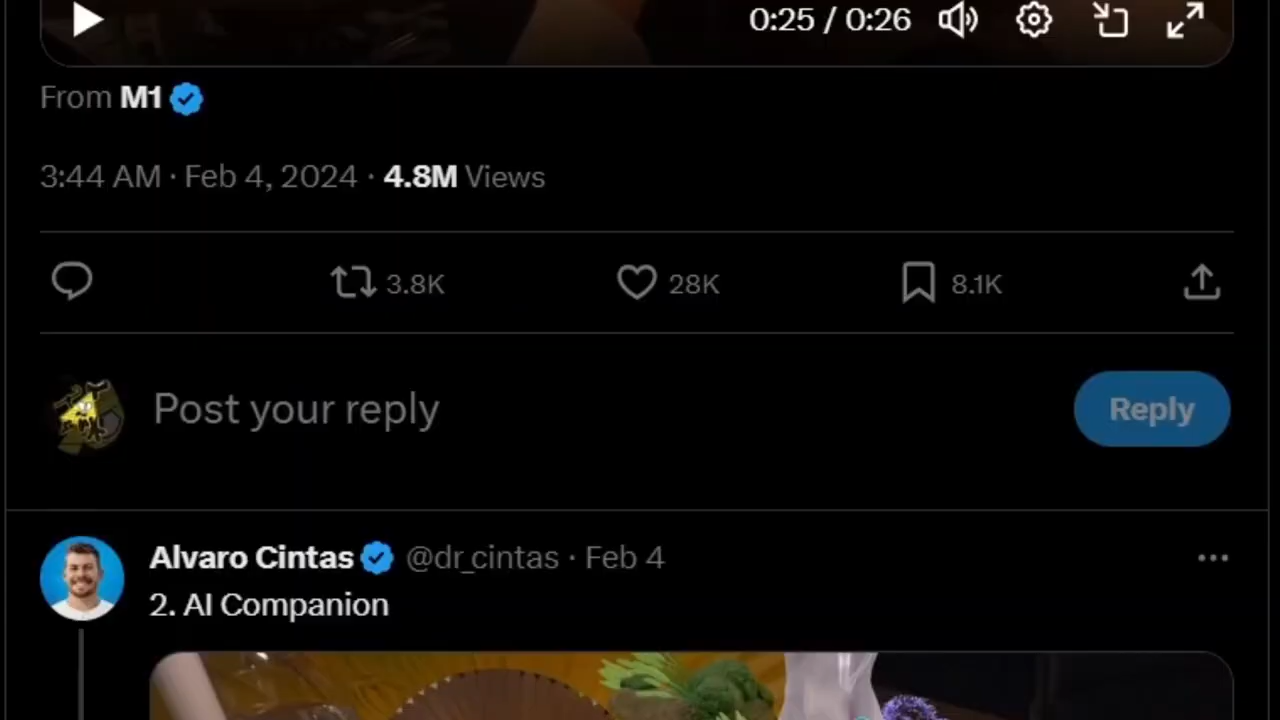 0:25 / 0:26
From M1
3:44 AM · Feb 4, 2024 · 4.8M Views
3.8K 28K 8.1K
Post your reply
Reply
Alvaro Cintas @dr_cintas · Feb 4
2. AI Companion